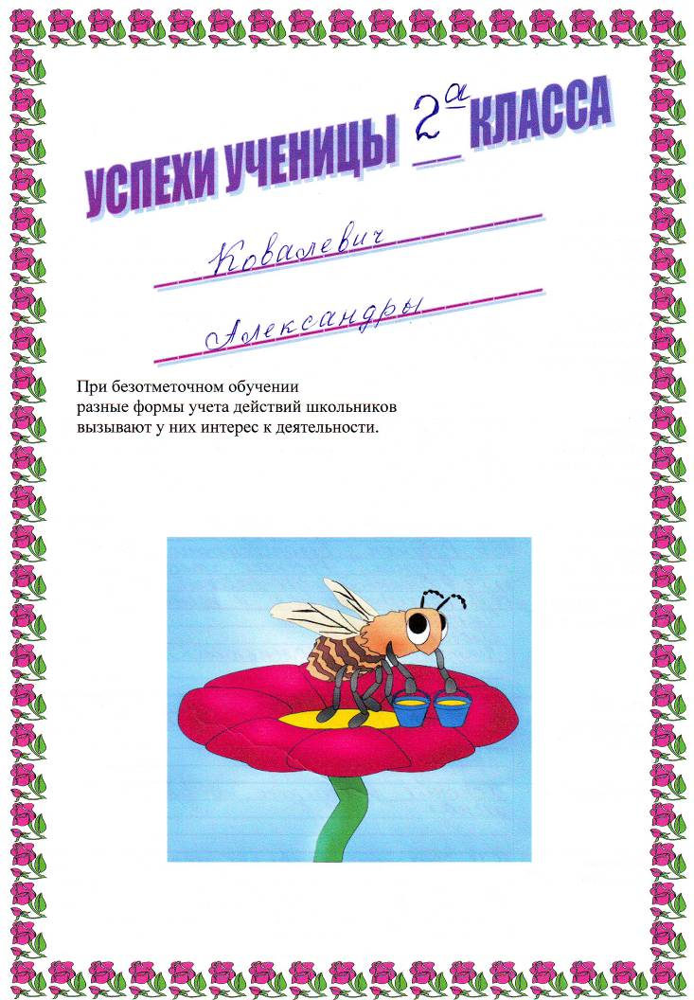 УСПЕХИ УЧЕНИЦЫ 2а КЛАССА
Ковалевич
Александры
При безотметочном обучении
разные формы учета действий школьников
вызывают у них интерес к деятельности.